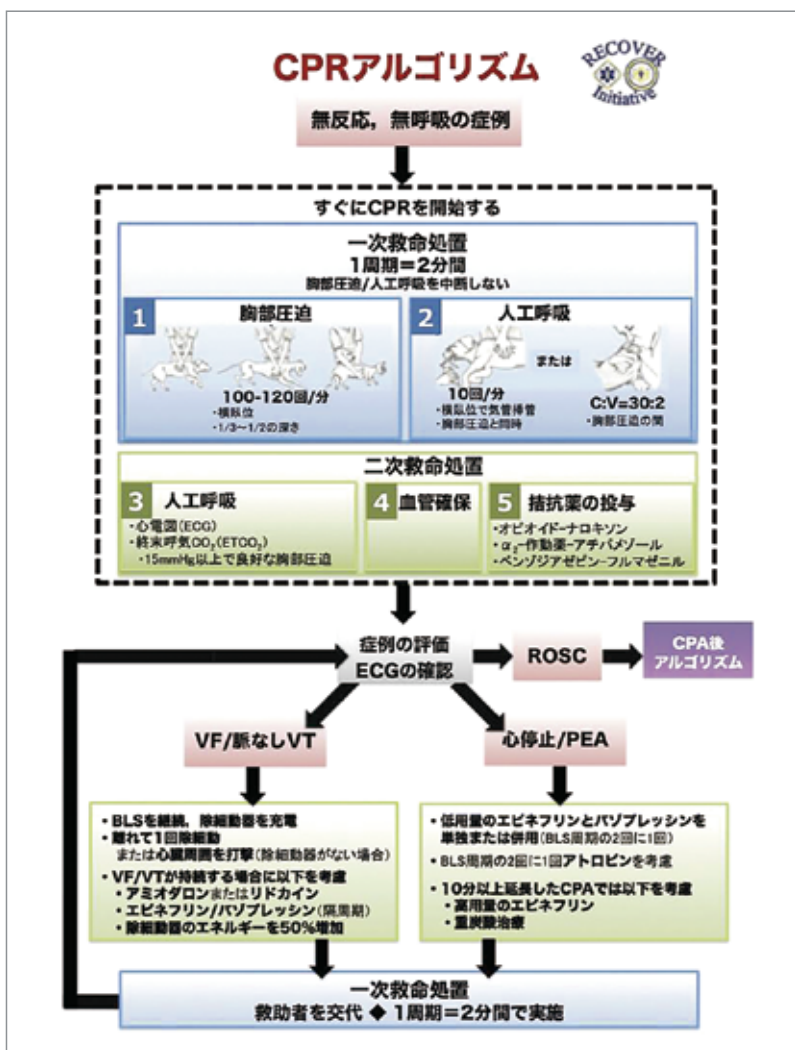 CPRアルゴリズム
RECOVER
Initiative
無反応，無呼吸の症例
すぐにCPRを開始する
一次救命処置
1周期＝2分間
胸部圧迫/人工呼吸を中断しない
1
胸部圧迫
100-120回/分
・横臥位
・1/3～1/2の深さ
2
人工呼吸
または
10回/分
・横臥位で気管挿管
・胸部圧迫と同時
C:V=30:2
・胸部圧迫の間
二次救命処置
3
人工呼吸
・心電図(ECG)
・終末呼気CO₂(ETCO₂)
・15mmHg以上で良好な胸部圧迫
4
血管確保
5
拮抗薬の投与
・オピオイド-ナロキソン
・α₂-作動薬-アチパメゾール
・ベンゾジアゼピン-フルマゼニル
症例の評価
ECGの確認
ROSC
CPA後
アルゴリズム
VF/脈なしVT
心停止/PEA
・BLSを継続，除細動器を充電
・離れて1回除細動
または心臓周囲を打撃(除細動器がない場合)
・VF/VTが持続する場合に以下を考慮
・アミオダロンまたはリドカイン
・エピネフリン/バゾプレッシン(隔周期)
・除細動器のエネルギーを50％増加
・低用量のエピネフリンとバゾプレッシンを
単独または併用(BLS周期の2回に1回)
・BLS周期の2回に1回アトロピンを考慮
・10分以上延長したCPAでは以下を考慮
・高用量のエピネフリン
・重炭酸治療
一次救命処置
救助者を交代 ◆ 1周期＝2分間で実施